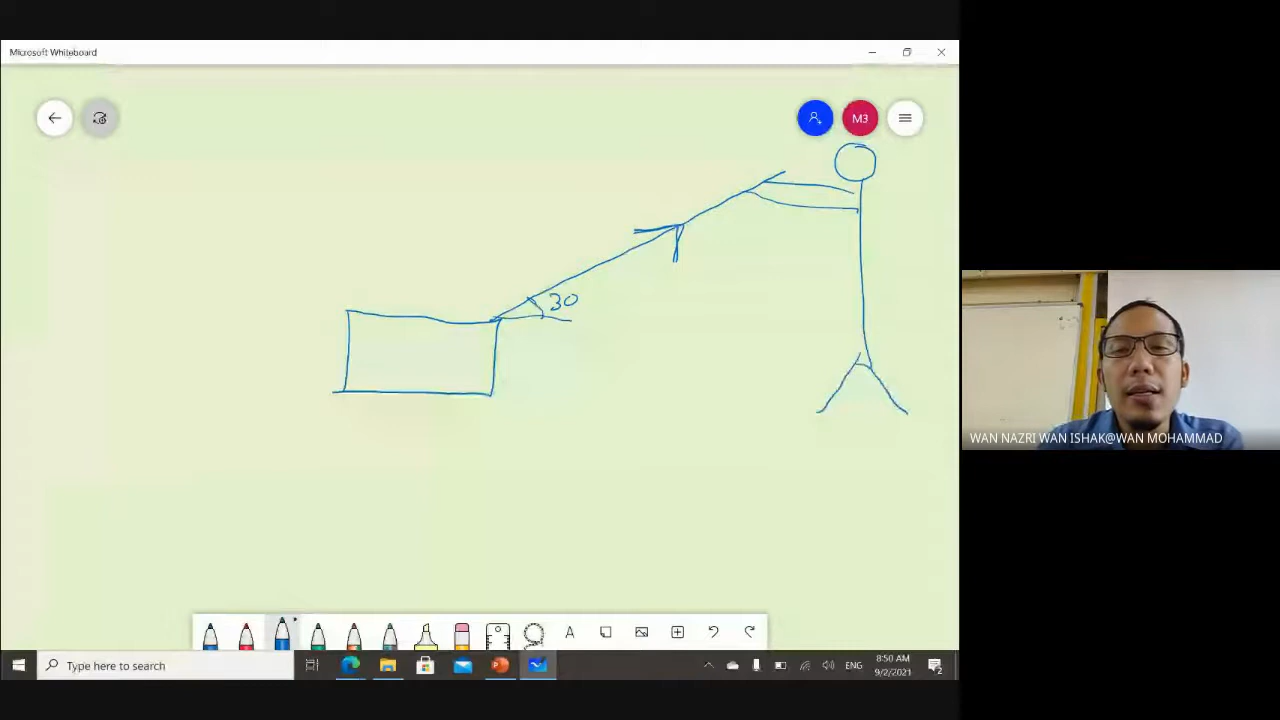 Microsoft Whiteboard
M3
30
WAN NAZRI WAN ISHAK@WAN MOHAMMAD
A
Type here to search
ENG
8:50 AM
9/2/2021
2